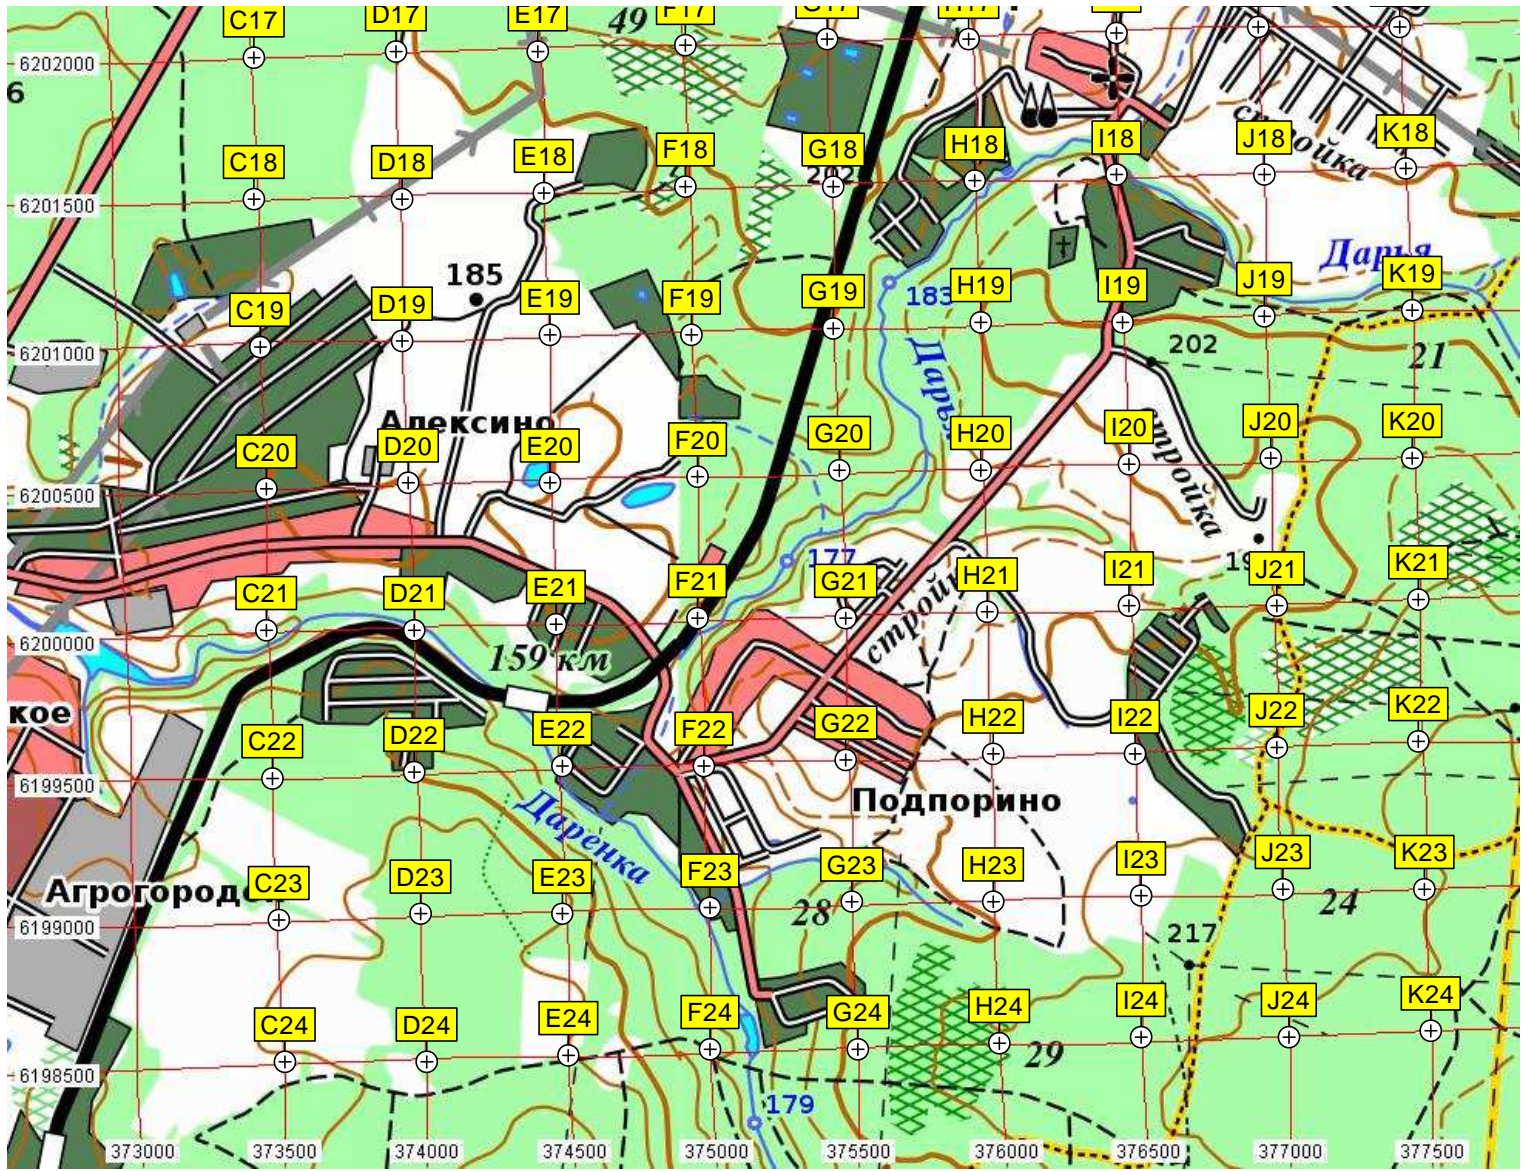 C17 D17 E17 49 F17 G17 H17
6202000
6
стройка
C18 D18 E18 F18 G18 H18 I18 J18 K18
202
6201500
Дарья
185
183
C19 D19 E19 F19 G19 H19 I19 J19 K19
6201000
202
21
Дарья
Алексино
стройка
C20 D20 E20 F20 G20 H20 I20 J20 K20
6200500
177
C21 D21 E21 F21 G21 H21 I21 J21 K21
стройка
6200000
159 км
кое
C22 D22 E22 F22 G22 H22 I22 J22 K22
6199500
Подпорино
Даренка
C23 D23 E23 F23 G23 H23 I23 J23 K23
Агрогородок
28
24
6199000
217
C24 D24 E24 F24 G24 H24 I24 J24 K24
29
6198500
179
373000 373500 374000 374500 375000 375500 376000 376500 377000 377500